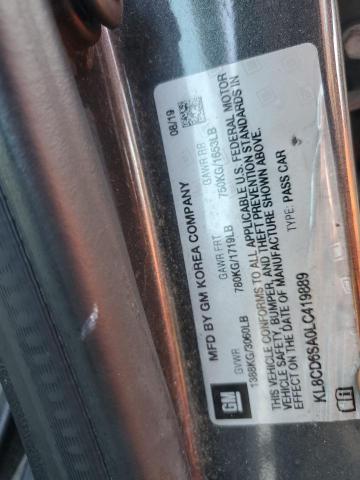 MFD BY GM KOREA COMPANY 08/19
GVWR GAWR FRT GAWR RR
1388KG/3060LB 780KG/1719LB 750KG/1653LB
THIS VEHICLE CONFORMS TO ALL APPLICABLE U.S. FEDERAL MOTOR
VEHICLE SAFETY, BUMPER, AND THEFT PREVENTION STANDARDS IN
EFFECT ON THE DATE OF MANUFACTURE SHOWN ABOVE.
KL8CD6SA0LC419889 TYPE: PASS CAR
GM